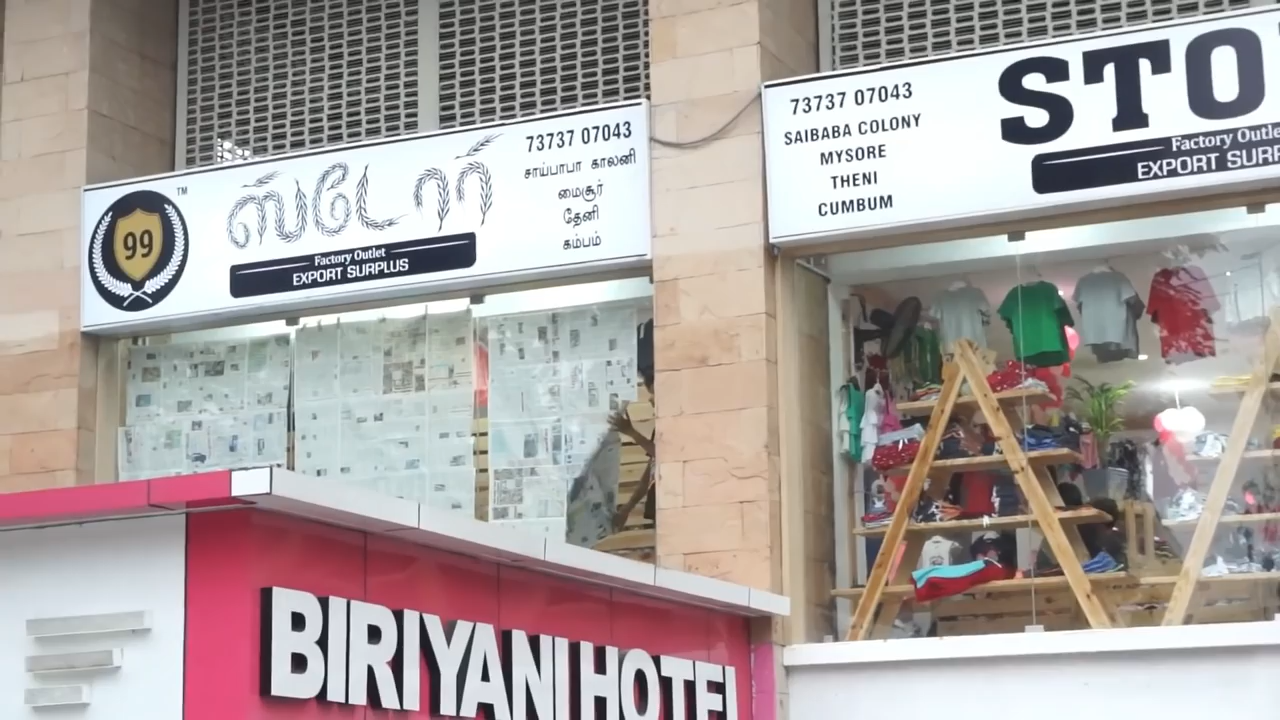 99
TM
ஸ்டோர்
Factory Outlet
EXPORT SURPLUS
73737 07043
சாய்பாபா காலனி
மைசூர்
தேனி
கம்பம்
73737 07043
SAIBABA COLONY
MYSORE
THENI
CUMBUM
STO
Factory Outle
EXPORT SURP
BIRIYANI HOTEL